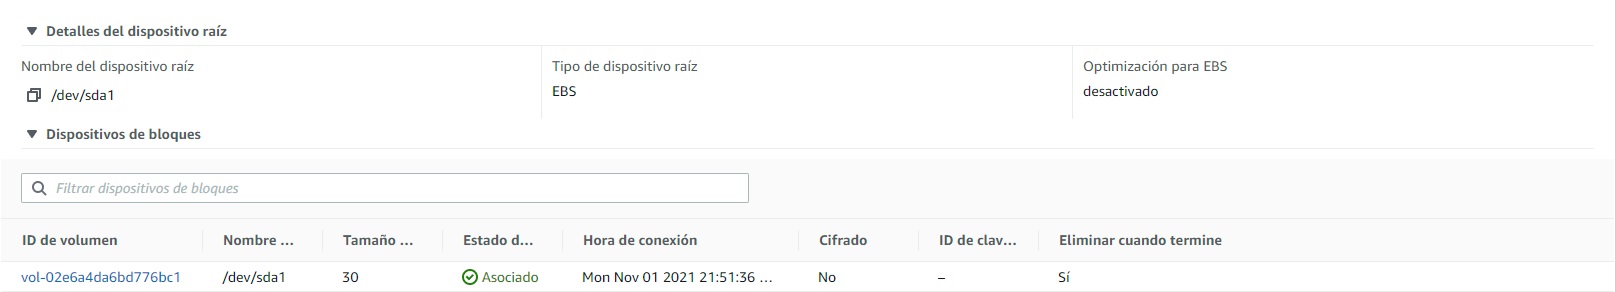 Detalles del dispositivo raíz
Nombre del dispositivo raíz Tipo de dispositivo raíz Optimización para EBS
/dev/sda1 EBS desactivado
Dispositivos de bloques
Filtrar dispositivos de bloques
ID de volumen Nombre ... Tamaño ... Estado d... Hora de conexión Cifrado ID de clav... Eliminar cuando termine
vol-02e6a4da6bd776bc1 /dev/sda1 30 Asociado Mon Nov 01 2021 21:51:36 ... No – Sí